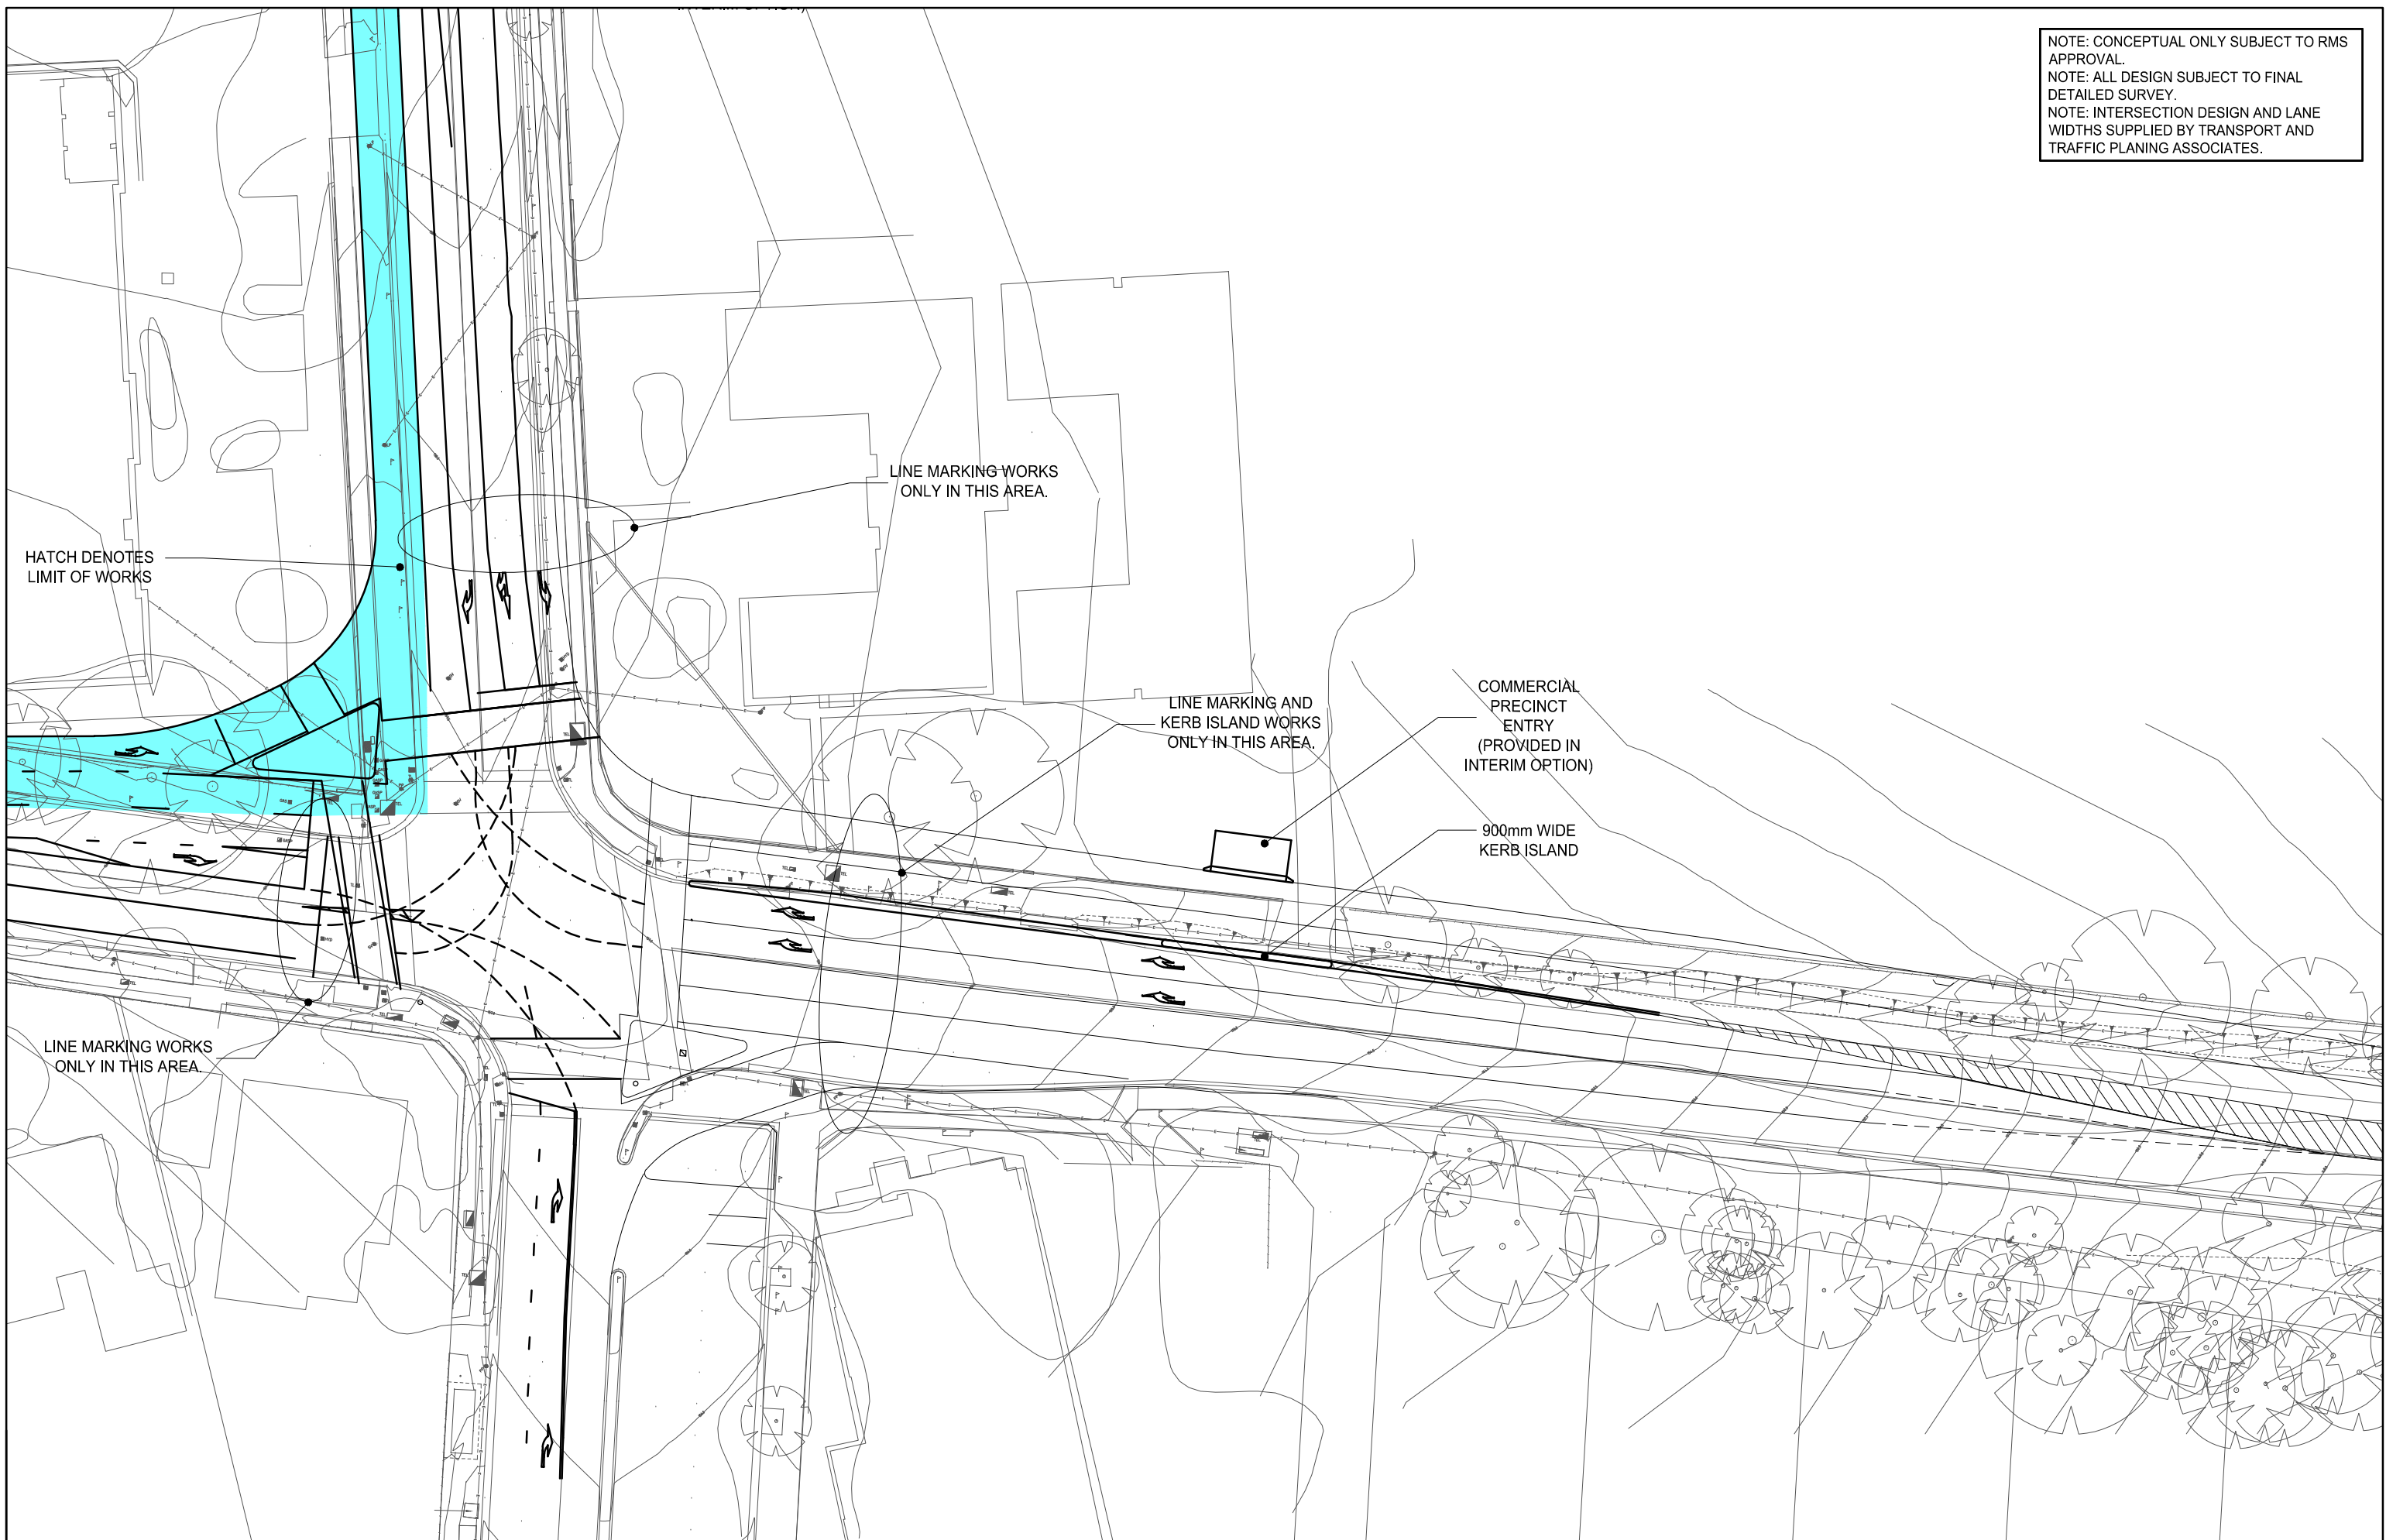 INTERIM OPTION)
NOTE: CONCEPTUAL ONLY SUBJECT TO RMS
APPROVAL.
NOTE: ALL DESIGN SUBJECT TO FINAL
DETAILED SURVEY.
NOTE: INTERSECTION DESIGN AND LANE
WIDTHS SUPPLIED BY TRANSPORT AND
TRAFFIC PLANING ASSOCIATES.
LINE MARKING WORKS
ONLY IN THIS AREA.
HATCH DENOTES
LIMIT OF WORKS
LINE MARKING AND
KERB ISLAND WORKS
ONLY IN THIS AREA.
COMMERCIAL
PRECINCT
ENTRY
(PROVIDED IN
INTERIM OPTION)
900mm WIDE
KERB ISLAND
LINE MARKING WORKS
ONLY IN THIS AREA.